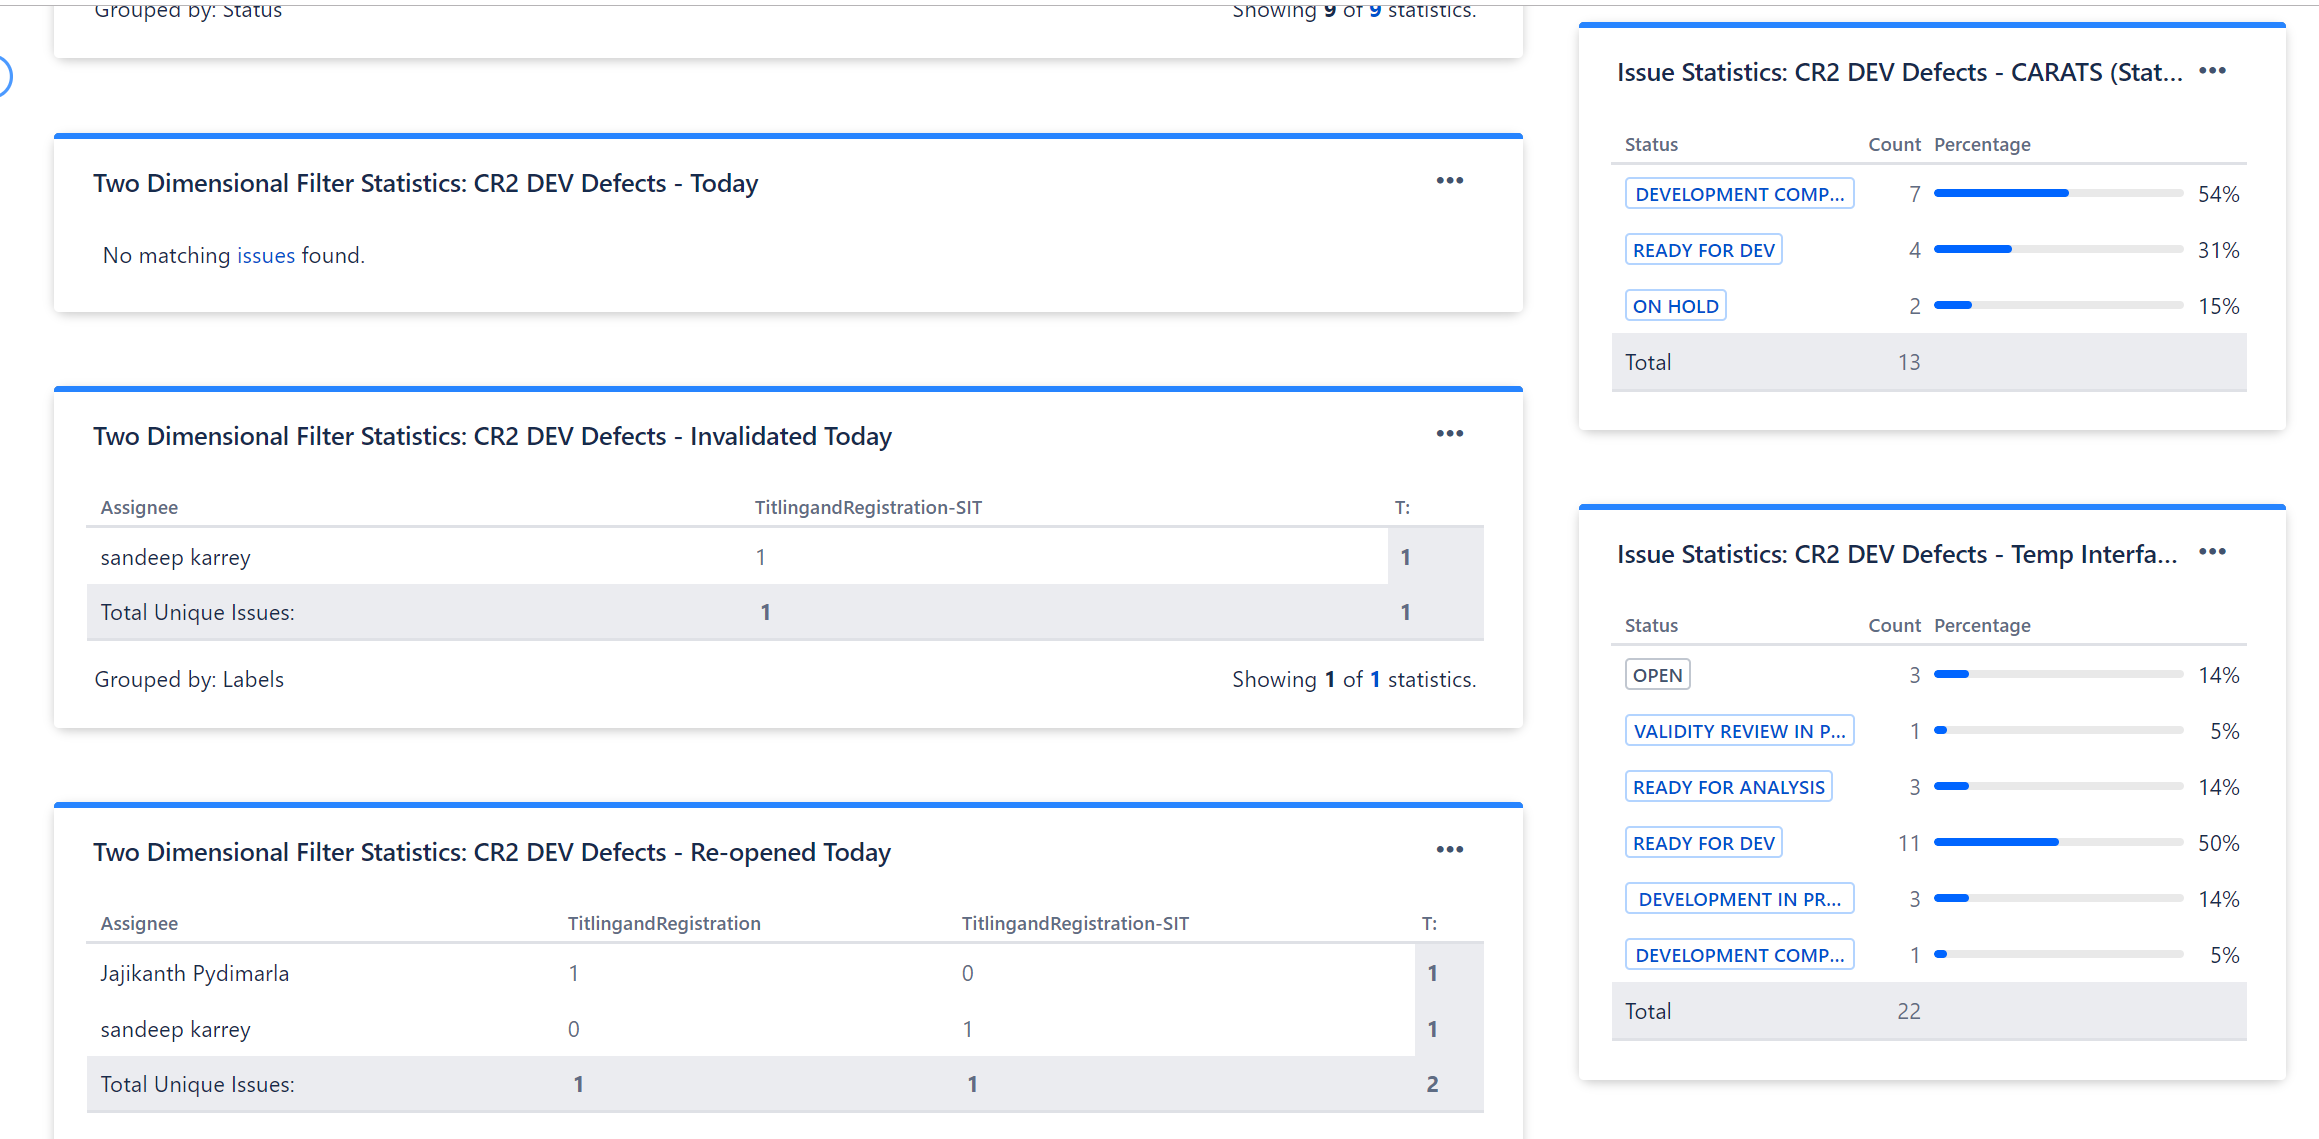 Grouped by: Status Showing 9 of 9 statistics.
Two Dimensional Filter Statistics: CR2 DEV Defects - Today
No matching issues found.
Two Dimensional Filter Statistics: CR2 DEV Defects - Invalidated Today
Assignee TitlingandRegistration-SIT T:
sandeep karrey 1 1
Total Unique Issues: 1 1
Grouped by: Labels Showing 1 of 1 statistics.
Two Dimensional Filter Statistics: CR2 DEV Defects - Re-opened Today
Assignee TitlingandRegistration TitlingandRegistration-SIT T:
Jajikanth Pydimarla 1 0 1
sandeep karrey 0 1 1
Total Unique Issues: 1 1 2
Issue Statistics: CR2 DEV Defects - CARATS (Stat...
Status Count Percentage
DEVELOPMENT COMP... 7 54%
READY FOR DEV 4 31%
ON HOLD 2 15%
Total 13
Issue Statistics: CR2 DEV Defects - Temp Interfa...
Status Count Percentage
OPEN 3 14%
VALIDITY REVIEW IN P... 1 5%
READY FOR ANALYSIS 3 14%
READY FOR DEV 11 50%
DEVELOPMENT IN PR... 3 14%
DEVELOPMENT COMP... 1 5%
Total 22